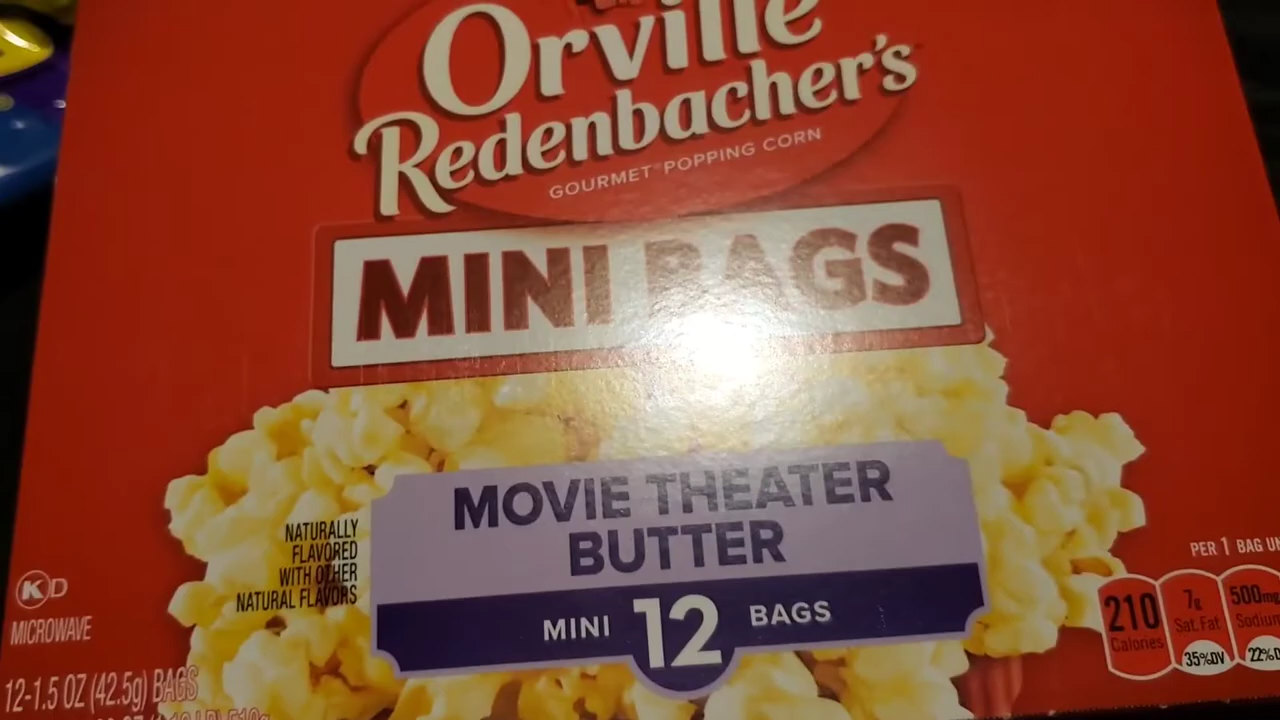 Orville
Redenbacher's
GOURMET POPPING CORN
MINI BAGS
MOVIE THEATER
BUTTER
MINI 12 BAGS
NATURALLY
FLAVORED
WITH OTHER
NATURAL FLAVORS
K D
MICROWAVE
12-1.5 OZ (42.5g) BAGS
PER 1 BAG
210
Calories
7g
Sat. Fat
35%DV
500mg
Sodium
22%D